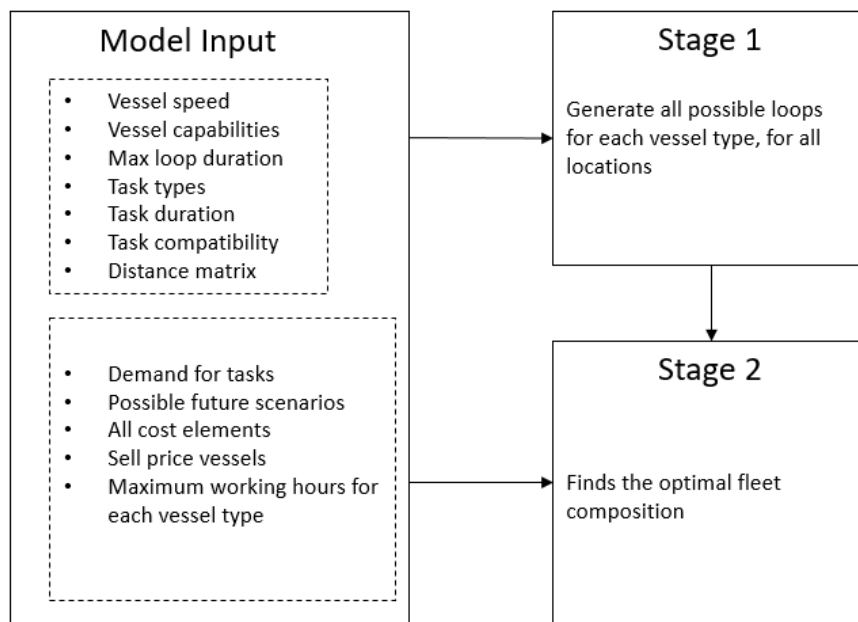 Model Input
• Vessel speed
• Vessel capabilities
• Max loop duration
• Task types
• Task duration
• Task compatibility
• Distance matrix
• Demand for tasks
• Possible future scenarios
• All cost elements
• Sell price vessels
• Maximum working hours for
each vessel type
Stage 1
Generate all possible loops
for each vessel type, for all
locations
Stage 2
Finds the optimal fleet
composition